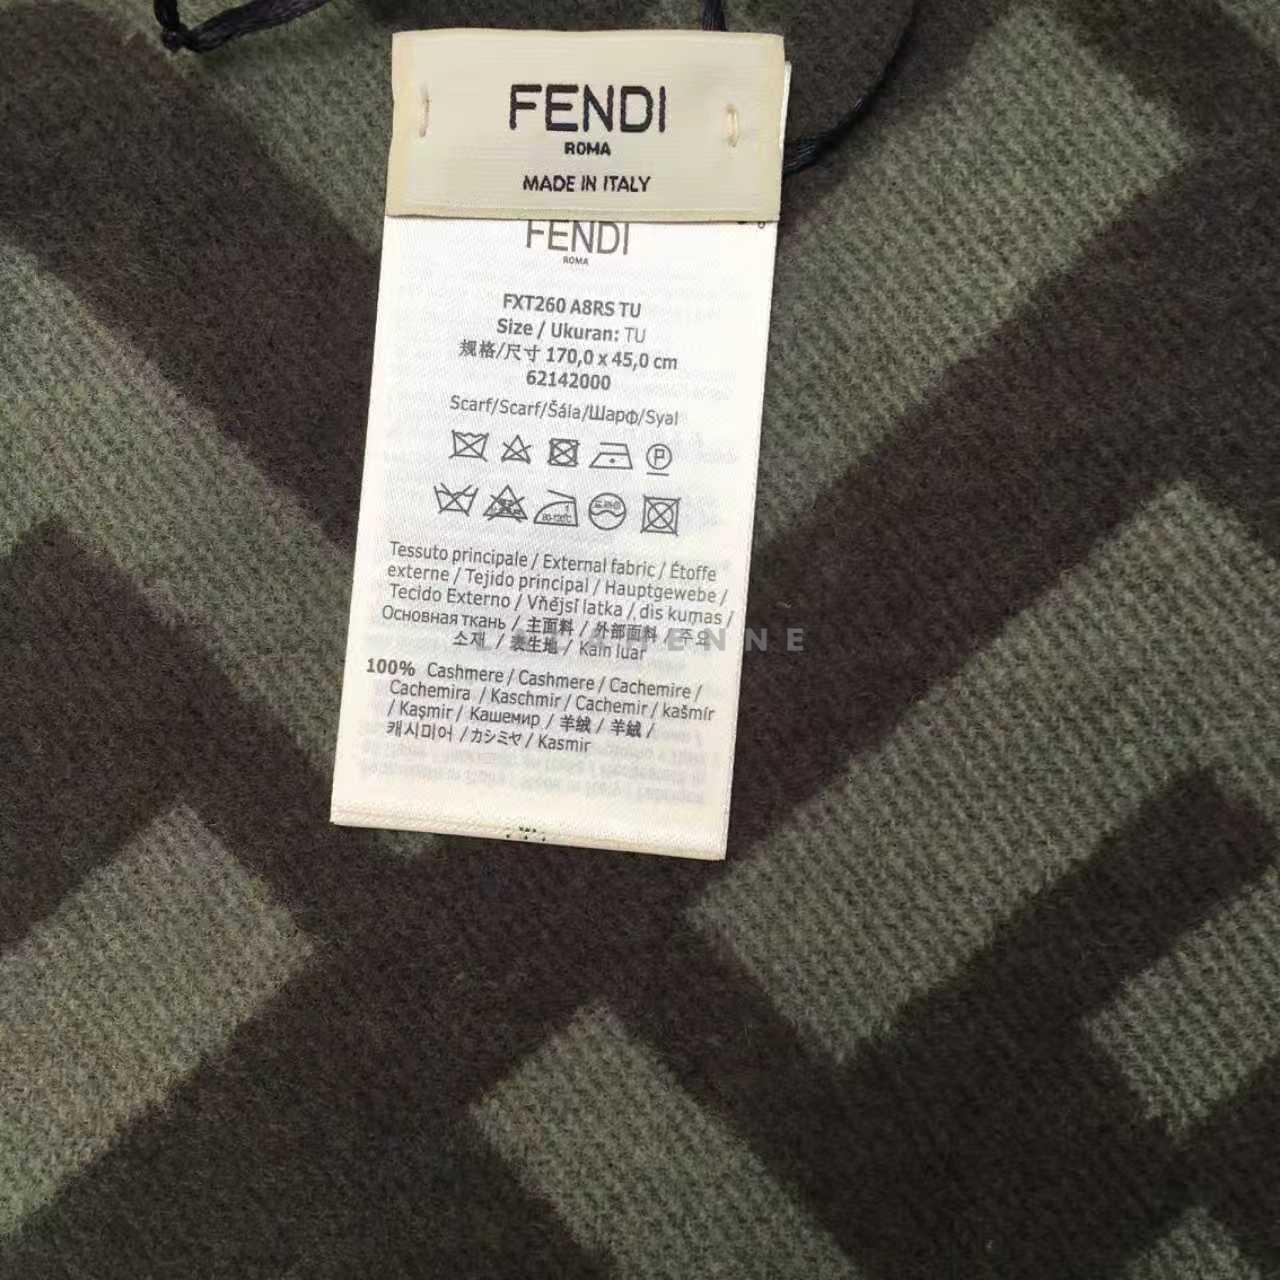 FENDI
ROMA
MADE IN ITALY
FENDI
ROMA
FXT260 A8RS TU
Size / Ukuran: TU
规格/尺寸 170,0 x 45,0 cm
62142000
Scarf/Scarf/Šála/Шарф/Syal
P
Tessuto principale / External fabric / Étoffe
externe / Tejido principal / Hauptgewebe /
Tecido Externo / Vňějsí latka / dis kumaş /
Основная ткань / 主面料 / 外部面料 / 주요
소재 / 表生地 / Kain luar
100% Cashmere / Cashmere / Cachemire /
Cachemira / Kaschmir / Cachemir / kašmír
/ Kaşmir / Кашемир / 羊绒 / 羊絨 /
캐시미어 / カシミヤ / Kasmir